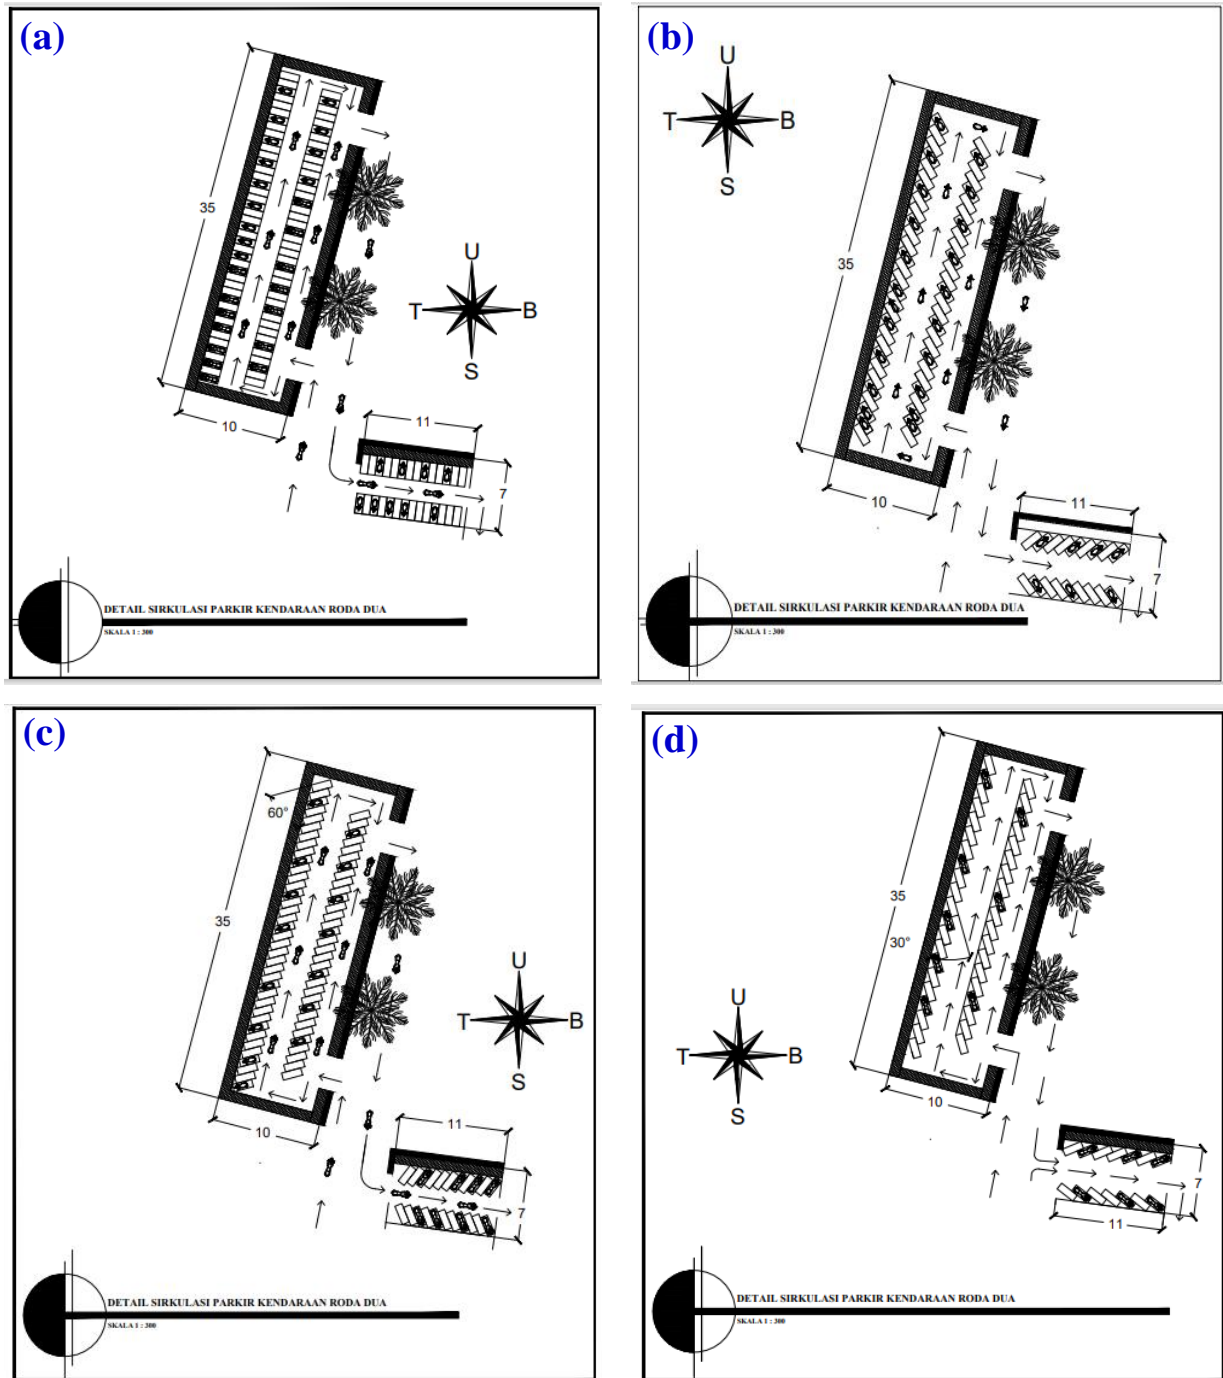 (a)
35
10
U
T B
S
11
7
DETAIL SIRKULASI PARKIR KENDARAAN RODA DUA
SKALA 1 : 300
(b)
U
T B
S
35
10
11
7
DETAIL SIRKULASI PARKIR KENDARAAN RODA DUA
SKALA 1 : 300
(c)
60°
35
10
U
T B
S
11
7
DETAIL SIRKULASI PARKIR KENDARAAN RODA DUA
SKALA 1 : 300
(d)
35
30°
U
T B
S
10
7
11
DETAIL SIRKULASI PARKIR KENDARAAN RODA DUA
SKALA 1 : 300